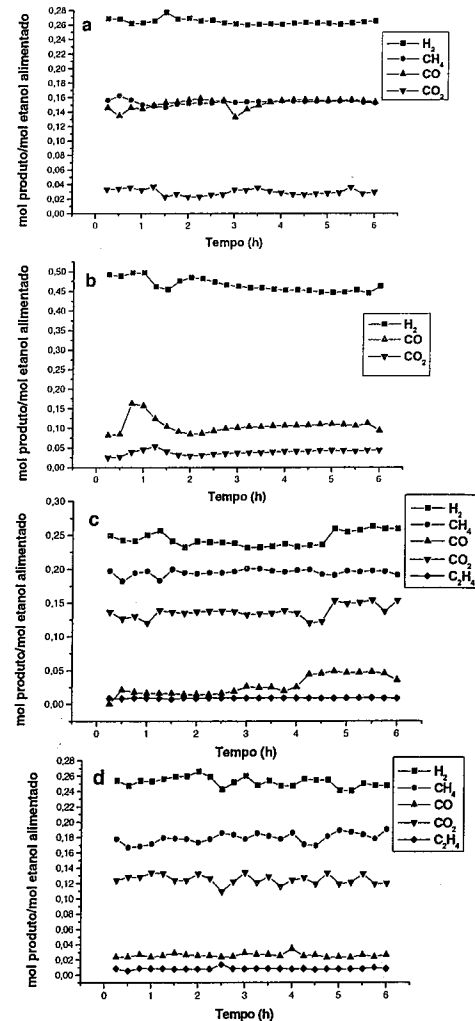 a
mol produto/mol etanol alimentado
0,28
0,26
0,24
0,22
0,20
0,18
0,16
0,14
0,12
0,10
0,08
0,06
0,04
0,02
0,00
0 1 2 3 4 5 6
Tempo (h)
H2
CH4
CO
CO2
b
mol produto/mol etanol alimentado
0,50
0,45
0,40
0,35
0,30
0,25
0,20
0,15
0,10
0,05
0,00
0 1 2 3 4 5 6
Tempo (h)
H2
CO
CO2
c
mol produto/mol etanol alimentado
0,30
0,25
0,20
0,15
0,10
0,05
0,00
0 1 2 3 4 5 6
Tempo (h)
H2
CH4
CO
CO2
C2H4
d
mol produto/mol etanol alimentado
0,28
0,26
0,24
0,22
0,20
0,18
0,16
0,14
0,12
0,10
0,08
0,06
0,04
0,02
0,00
0 1 2 3 4 5 6
Tempo (h)
H2
CH4
CO
CO2
C2H4